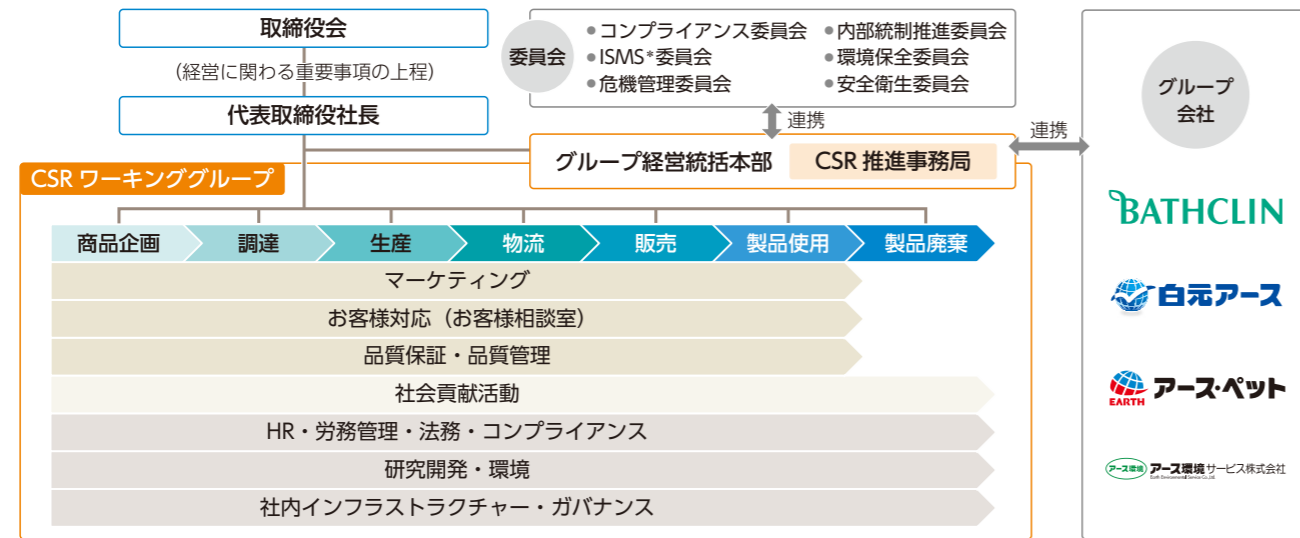 取締役会
(経営に関わる重要事項の上程)
代表取締役社長
委員会
●コンプライアンス委員会
●ISMS*委員会
●危機管理委員会
●内部統制推進委員会
●環境保全委員会
●安全衛生委員会
連携
グループ経営統括本部
CSR 推進事務局
連携
CSR ワーキンググループ
商品企画
調達
生産
物流
販売
製品使用
製品廃棄
マーケティング
お客様対応（お客様相談室）
品質保証・品質管理
社会貢献活動
HR・労務管理・法務・コンプライアンス
研究開発・環境
社内インフラストラクチャー・ガバナンス
グループ
会社
BATHCLIN
白元アース
EARTH
アース・ペット
アース環境
アース環境サービス株式会社
Earth Environmental Service Co.,Ltd.